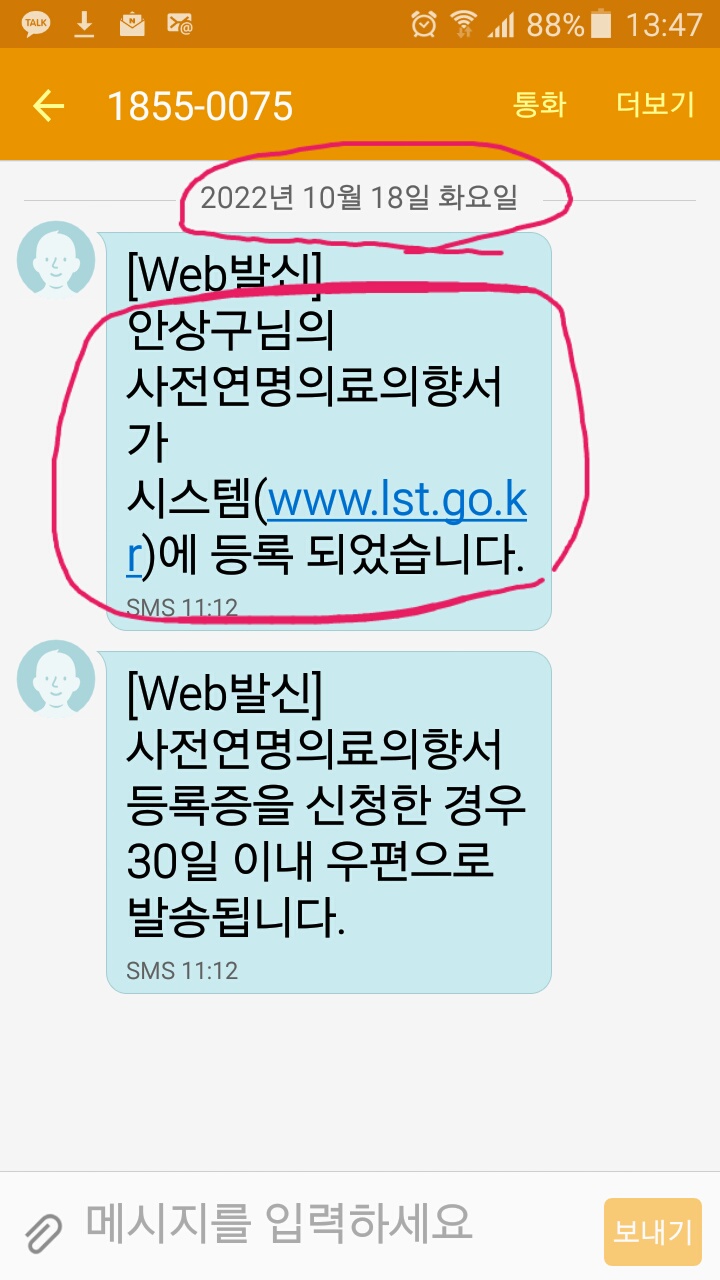 TALK
88% 13:47
1855-0075 통화 더보기
2022년 10월 18일 화요일
[Web발신]
안상구님의
사전연명의료의향서
가
시스템(www.lst.go.k
r)에 등록 되었습니다.
SMS 11:12
[Web발신]
사전연명의료의향서
등록증을 신청한 경우
30일 이내 우편으로
발송됩니다.
SMS 11:12
메시지를 입력하세요 보내기